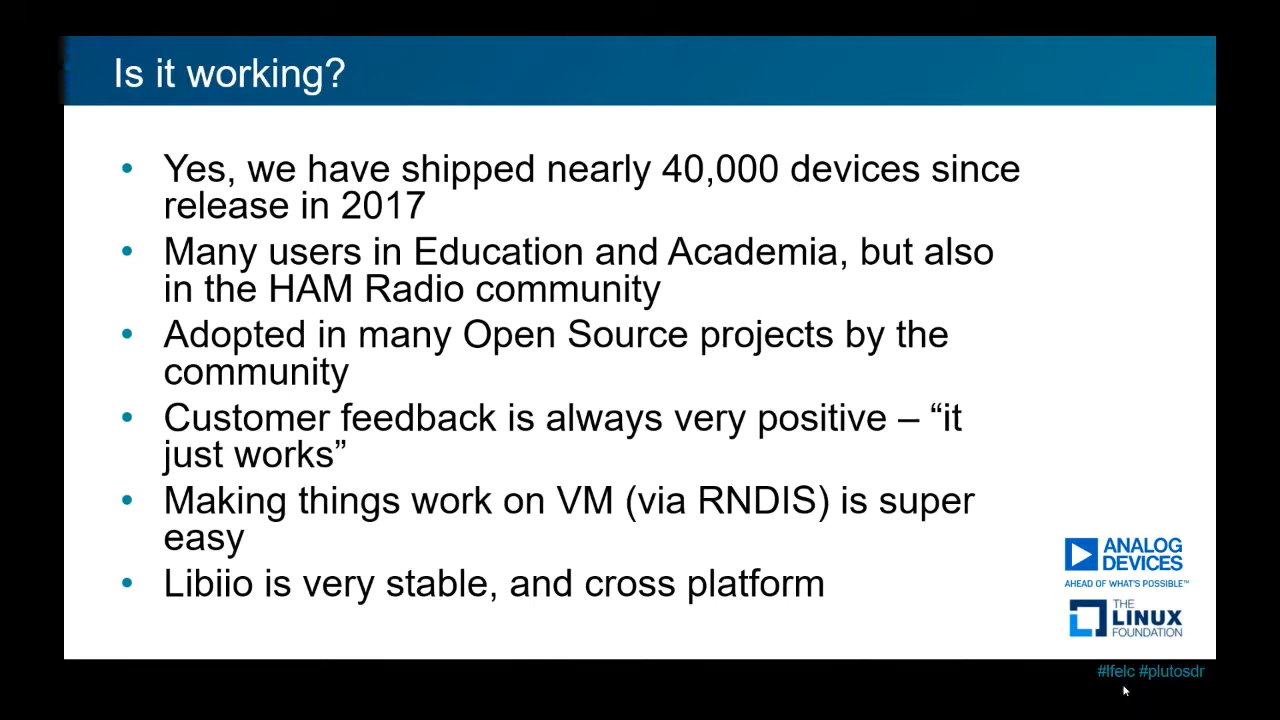 Is it working?
• Yes, we have shipped nearly 40,000 devices since
release in 2017
• Many users in Education and Academia, but also
in the HAM Radio community
• Adopted in many Open Source projects by the
community
• Customer feedback is always very positive – “it
just works”
• Making things work on VM (via RNDIS) is super
easy
• Libiio is very stable, and cross platform
ANALOG
DEVICES
AHEAD OF WHAT'S POSSIBLE™
THE
LINUX
FOUNDATION
#lfelc #plutosdr